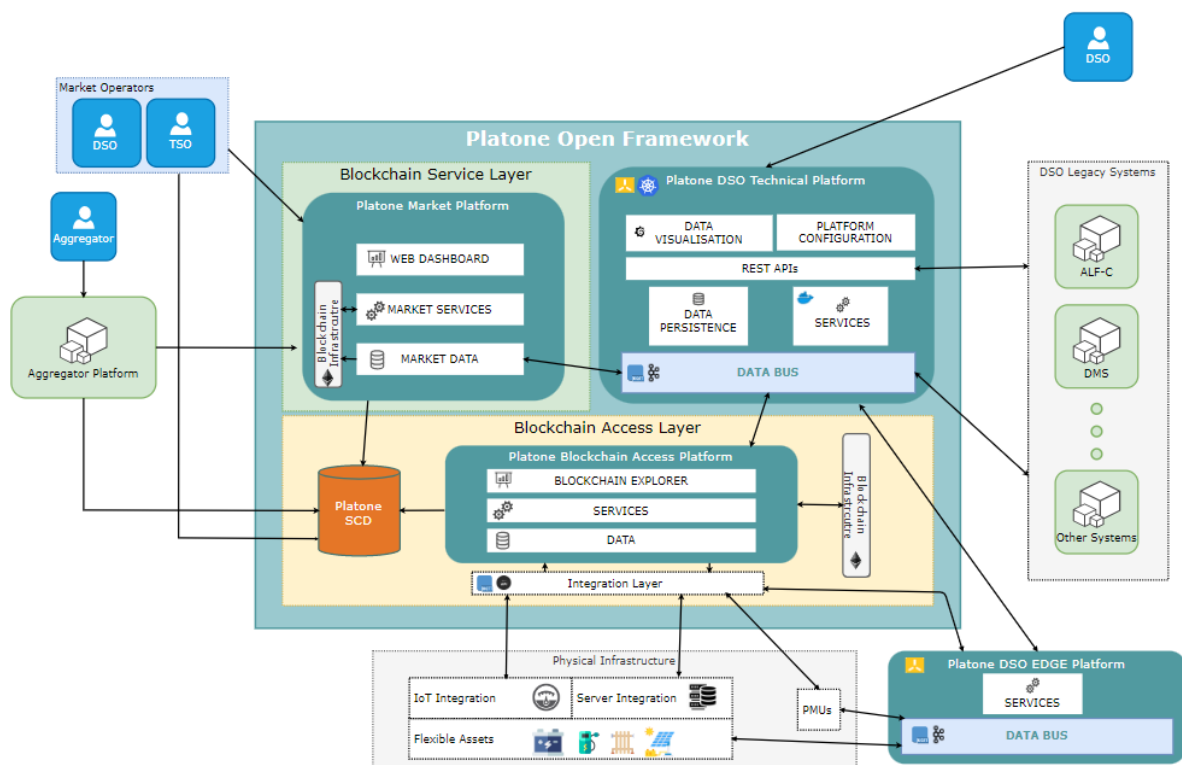 DSO
Market Operators
DSO
TSO
Platone Open Framework
Blockchain Service Layer
Platone Market Platform
WEB DASHBOARD
MARKET SERVICES
MARKET DATA
Blockchain
Infrastrcutre
Platone DSO Technical Platform
DATA
VISUALISATION
PLATFORM
CONFIGURATION
REST APIs
DATA
PERSISTENCE
SERVICES
DATA BUS
DSO Legacy Systems
ALF-C
DMS
Other Systems
Aggregator
Aggregator Platform
Blockchain Access Layer
Platone Blockchain Access Platform
BLOCKCHAIN EXPLORER
SERVICES
DATA
Blockchain
Infrastrcutre
Platone
SCD
Integration Layer
Physical Infrastructure
IoT Integration
Server Integration
Flexible Assets
PMUs
Platone DSO EDGE Platform
SERVICES
DATA BUS